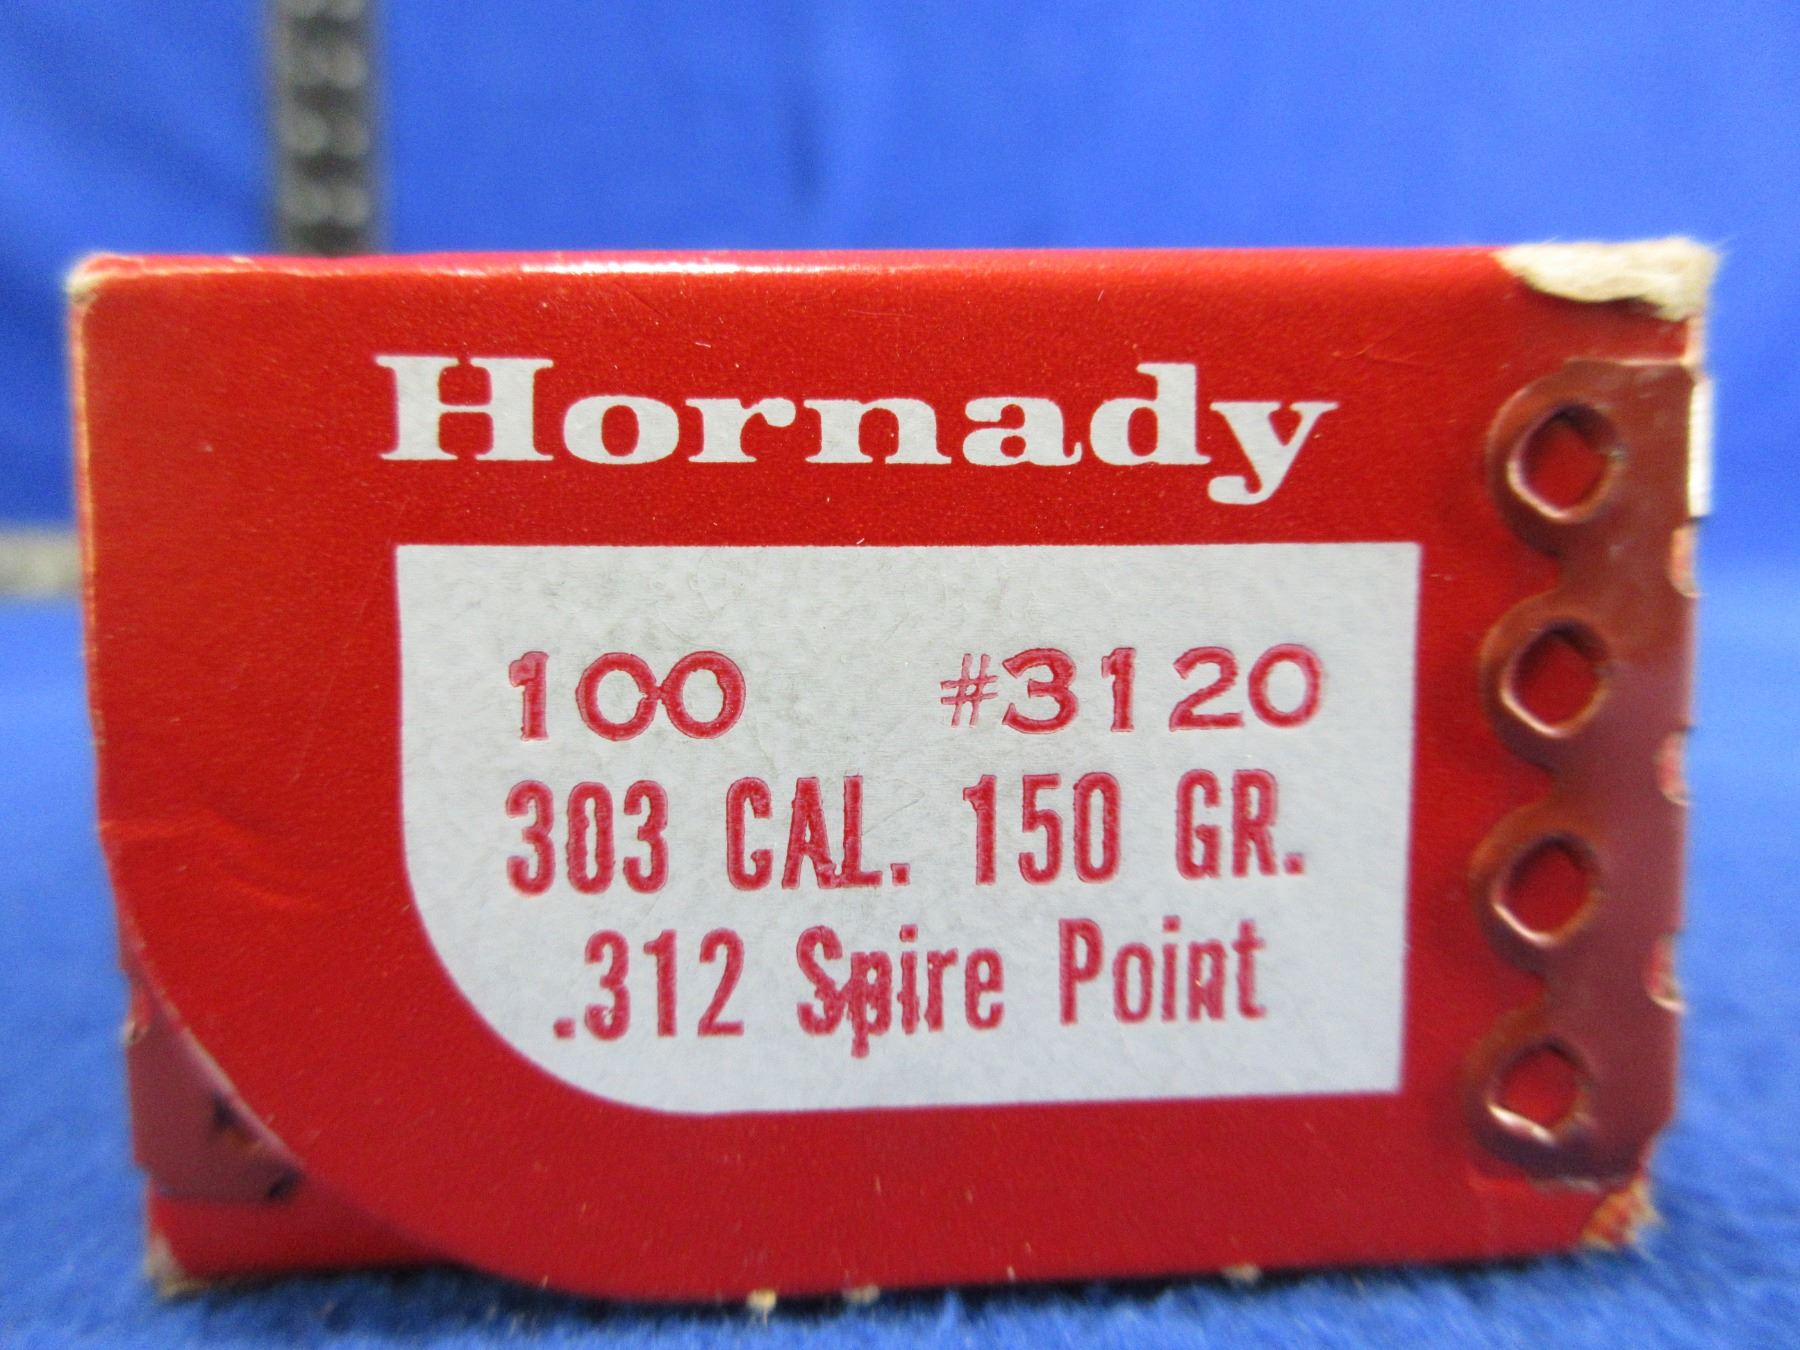 Hornady
100 #3120
303 CAL. 150 GR.
.312 Spire Point